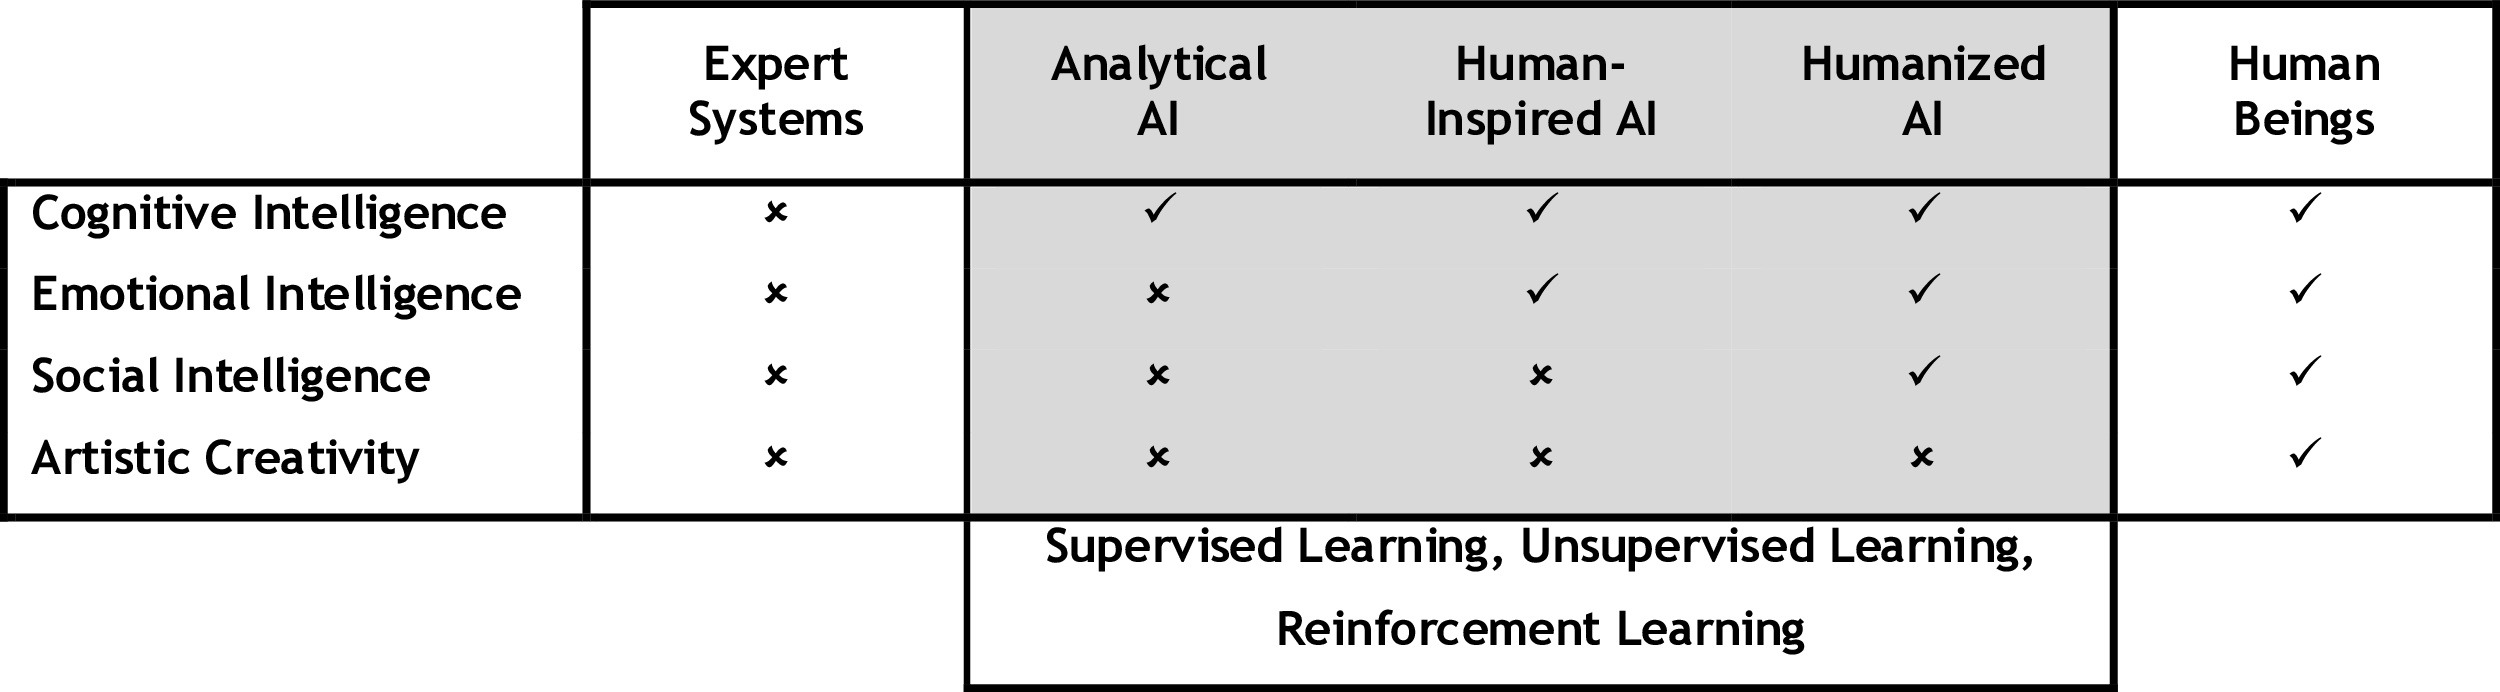 Expert Systems Analytical AI Human-Inspired AI Humanized AI Human Beings
Cognitive Intelligence × ✓ ✓ ✓ ✓
Emotional Intelligence × × ✓ ✓ ✓
Social Intelligence × × × ✓ ✓
Artistic Creativity × × × × ✓
Supervised Learning, Unsupervised Learning,
Reinforcement Learning